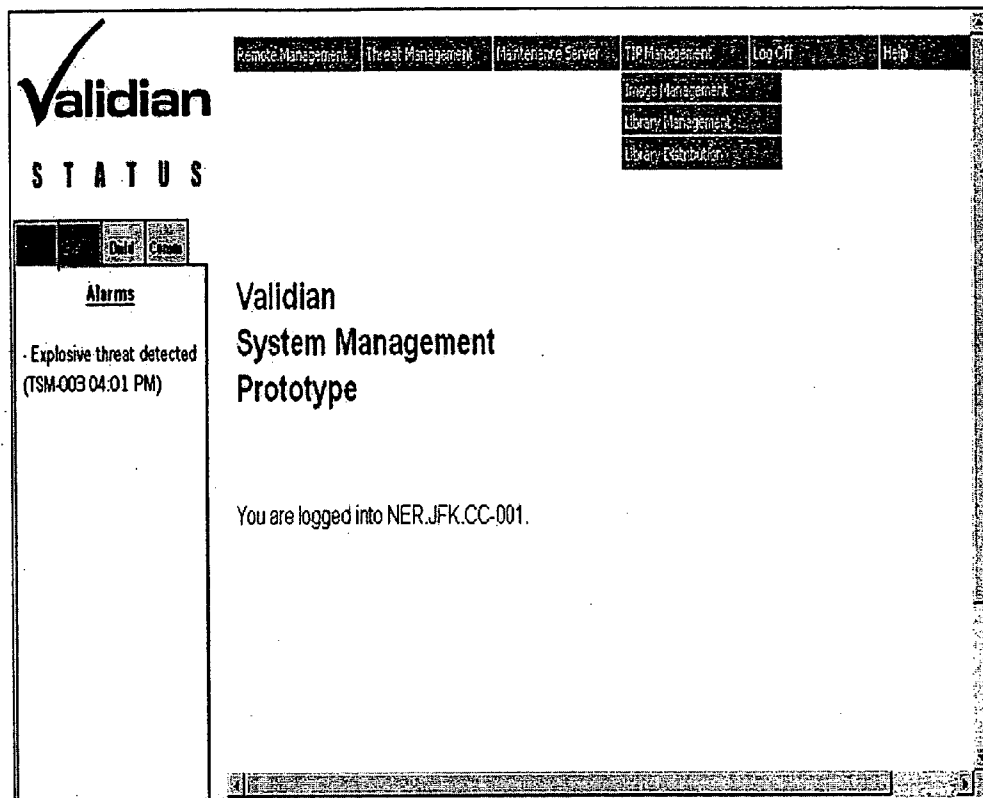 Validian
STATUS
Remote Management Threat Management Maintenance Server TIP Management Log Off Help
Image Management
Library Management
Library Distribution
Alarms
- Explosive threat detected
(TSM-003 04:01 PM)
Validian
System Management
Prototype
You are logged into NER.JFK.CC-001.